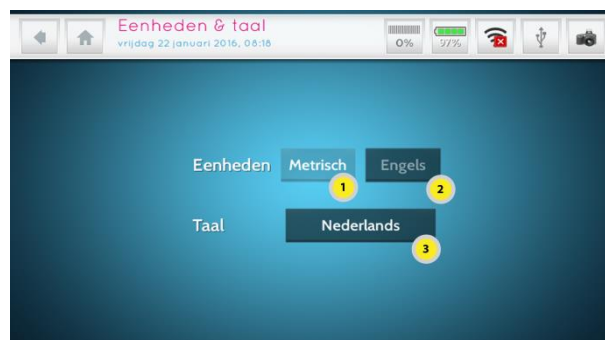 Eenheden & taal
vrijdag 22 januari 2016, 08:18
0%
97%
Eenheden Metrisch Engels
1
2
Taal Nederlands
3